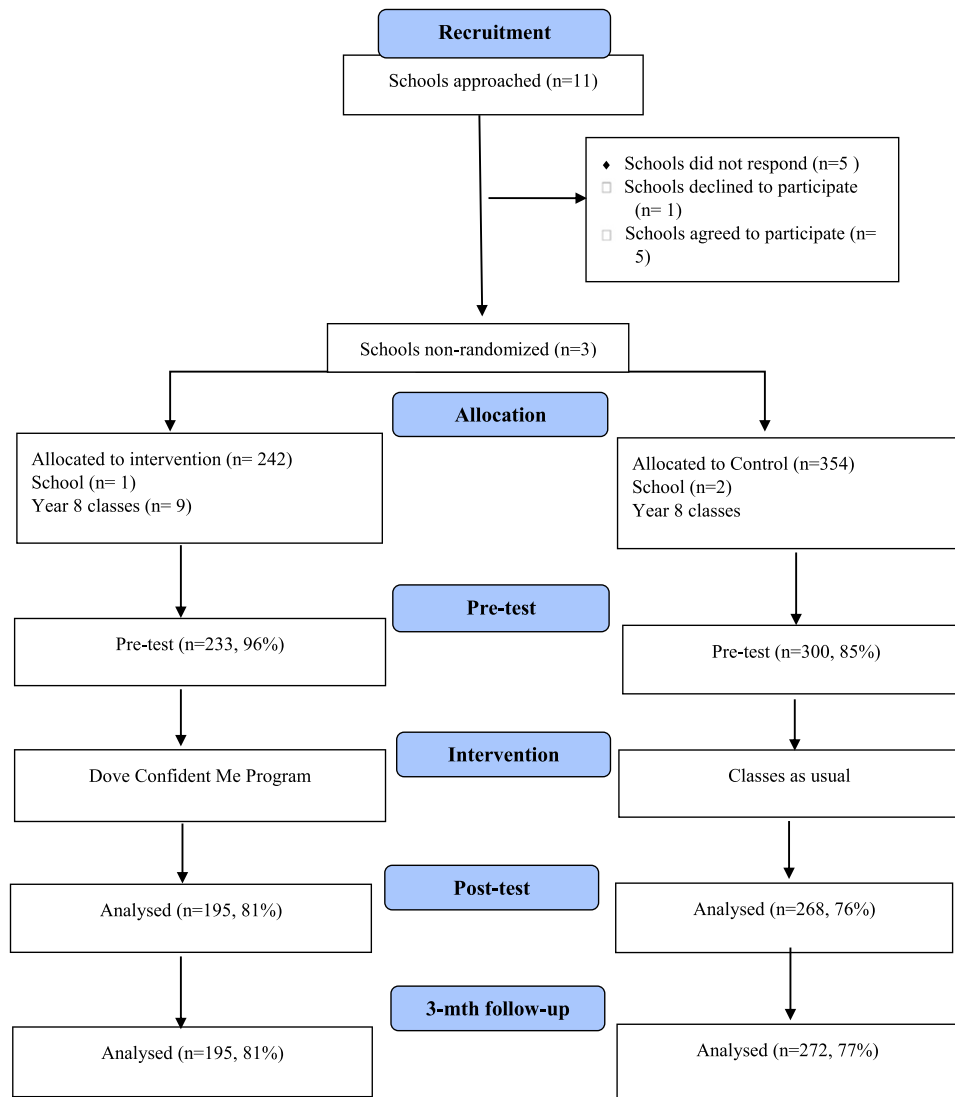 Recruitment
Schools approached (n=11)
♦ Schools did not respond (n=5 )
□ Schools declined to participate
(n= 1)
□ Schools agreed to participate (n=
5)
Schools non-randomized (n=3)
Allocation
Allocated to intervention (n= 242)
School (n= 1)
Year 8 classes (n= 9)
Allocated to Control (n=354)
School (n=2)
Year 8 classes
Pre-test
Pre-test (n=233, 96%)
Pre-test (n=300, 85%)
Intervention
Dove Confident Me Program
Classes as usual
Post-test
Analysed (n=195, 81%)
Analysed (n=268, 76%)
3-mth follow-up
Analysed (n=195, 81%)
Analysed (n=272, 77%)